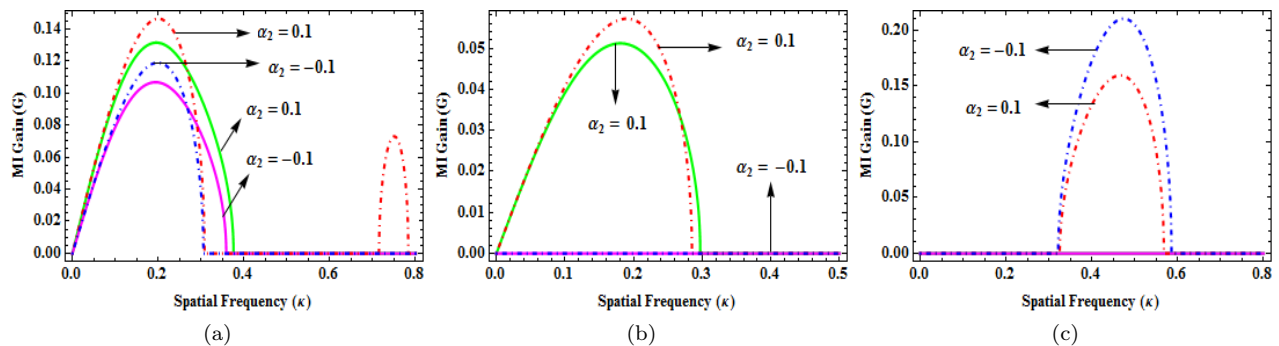 0.14
0.12
0.10
0.08
0.06
0.04
0.02
0.00
MI Gain (G)
α₂ = 0.1
α₂ = −0.1
α₂ = 0.1
α₂ = −0.1
0.0 0.2 0.4 0.6 0.8
Spatial Frequency (κ)
(a)
0.05
0.04
0.03
0.02
0.01
0.00
MI Gain (G)
α₂ = 0.1
α₂ = 0.1
α₂ = −0.1
0.0 0.1 0.2 0.3 0.4 0.5
Spatial Frequency (κ)
(b)
0.20
0.15
0.10
0.05
0.00
MI Gain (G)
α₂ = −0.1
α₂ = 0.1
0.0 0.2 0.4 0.6 0.8
Spatial Frequency (κ)
(c)